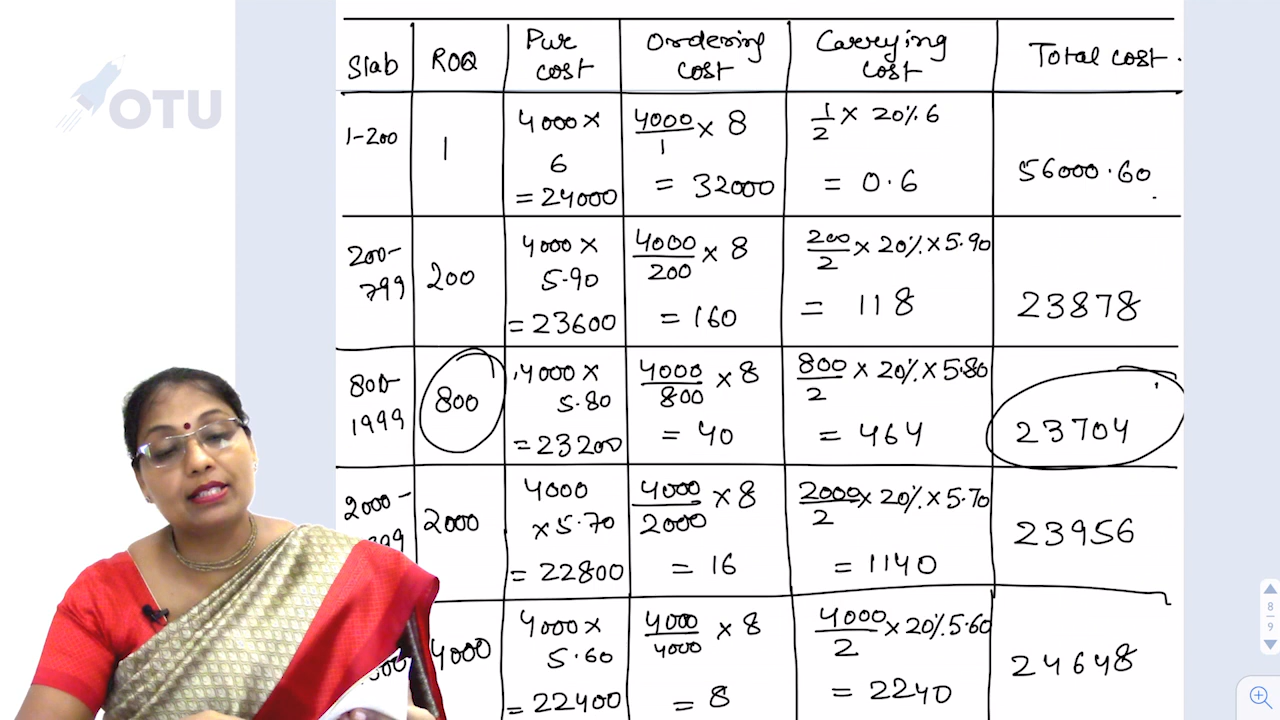 OTU
Slab
ROQ
Pur cost
Ordering cost
Carrying cost
Total cost.
1-200
1
4000 ×
6
= 24000
4000/1 × 8
= 32000
1/2 × 20% 6
= 0.6
56000.60
200-
799
200
4000 ×
5.90
= 23600
4000/200 × 8
= 160
200/2 × 20% × 5.90
= 118
23878
800-
1999
800
4000 ×
5.80
= 23200
4000/800 × 8
= 40
800/2 × 20% × 5.80
= 464
23704
2000-
2000
4000
× 5.70
= 22800
4000/2000 × 8
= 16
2000/2 × 20% × 5.70
= 1140
23956
4000
4000 ×
5.60
= 22400
4000/4000 × 8
= 8
4000/2 × 20% 5.60
= 2240
24648
8
9